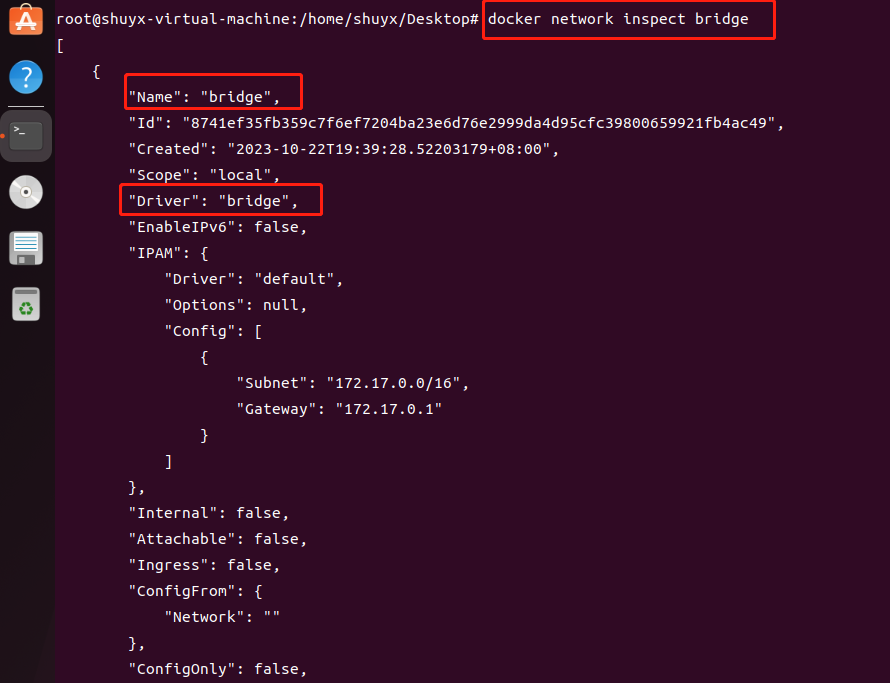 root@shuyx-virtual-machine:/home/shuyx/Desktop# docker network inspect bridge
[
    {
        "Name": "bridge",
        "Id": "8741ef35fb359c7f6ef7204ba23e6d76e2999da4d95cfc39800659921fb4ac49",
        "Created": "2023-10-22T19:39:28.52203179+08:00",
        "Scope": "local",
        "Driver": "bridge",
        "EnableIPv6": false,
        "IPAM": {
            "Driver": "default",
            "Options": null,
            "Config": [
                {
                    "Subnet": "172.17.0.0/16",
                    "Gateway": "172.17.0.1"
                }
            ]
        },
        "Internal": false,
        "Attachable": false,
        "Ingress": false,
        "ConfigFrom": {
            "Network": ""
        },
        "ConfigOnly": false,